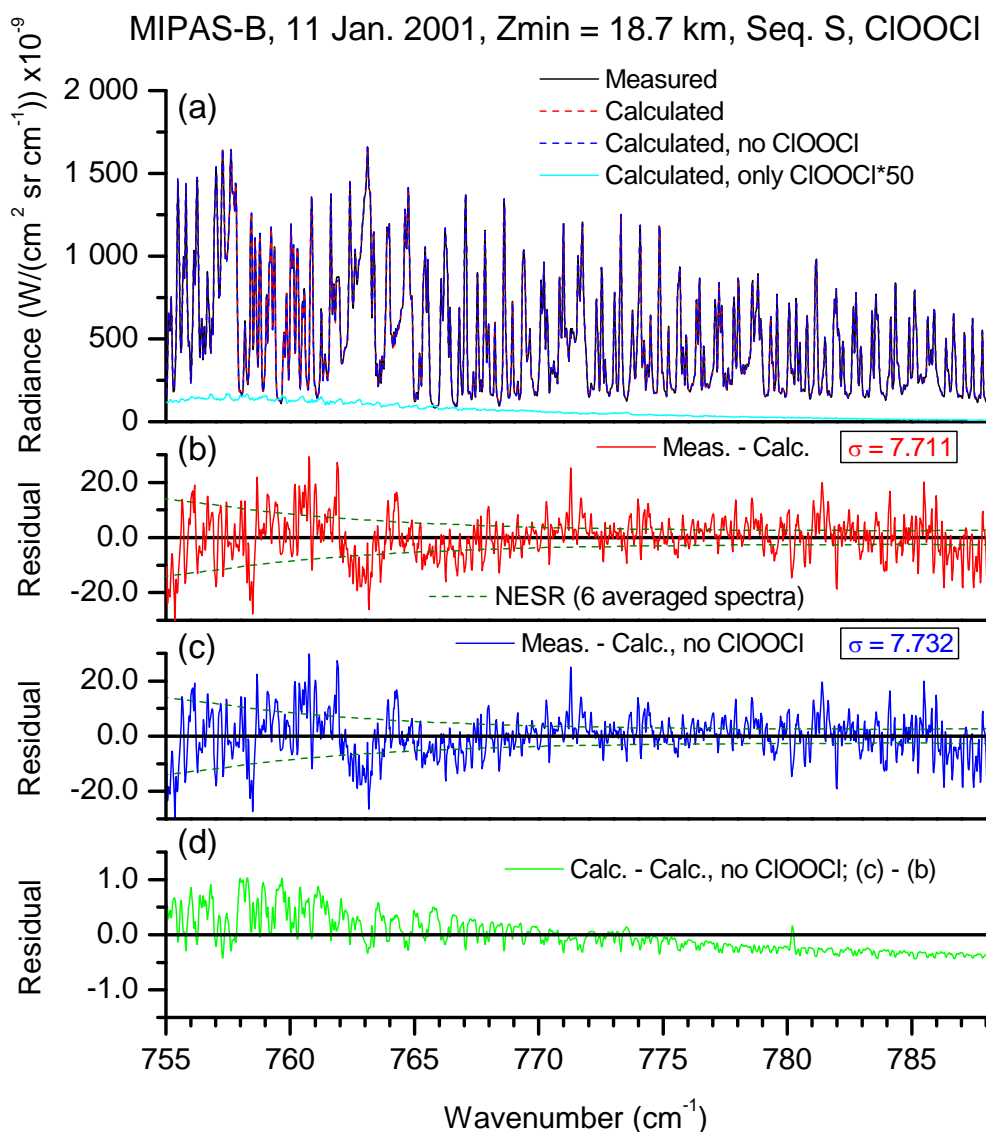 MIPAS-B, 11 Jan. 2001, Zmin = 18.7 km, Seq. S, ClOOCl
Radiance (W/(cm² sr cm⁻¹)) x10⁻⁹
2 000
1 500
1 000
500
0
(a)
Measured
Calculated
Calculated, no ClOOCl
Calculated, only ClOOCl*50
Residual
20.0
0.0
-20.0
(b)
Meas. - Calc.
σ = 7.711
NESR (6 averaged spectra)
Residual
20.0
0.0
-20.0
(c)
Meas. - Calc., no ClOOCl
σ = 7.732
Residual
1.0
0.0
-1.0
(d)
Calc. - Calc., no ClOOCl; (c) - (b)
755 760 765 770 775 780 785
Wavenumber (cm⁻¹)